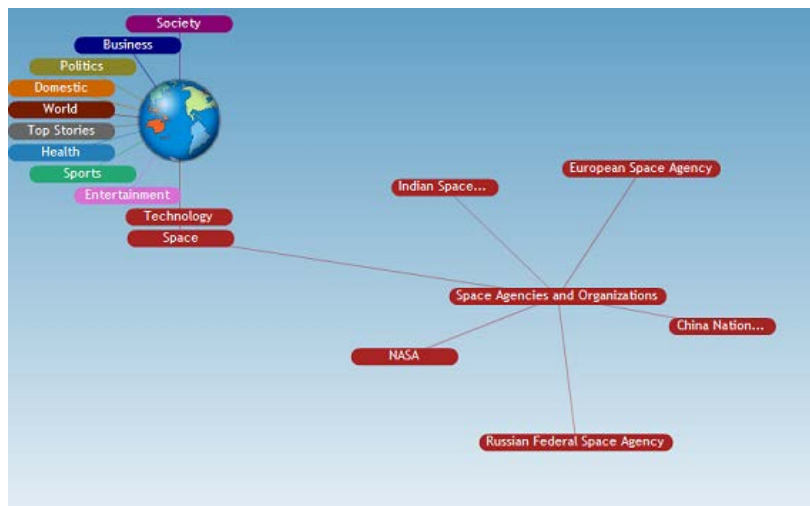 Society
Business
Politics
Domestic
World
Top Stories
Health
Sports
Entertainment
Technology
Space
European Space Agency
Indian Space...
Space Agencies and Organizations
China Nation...
NASA
Russian Federal Space Agency